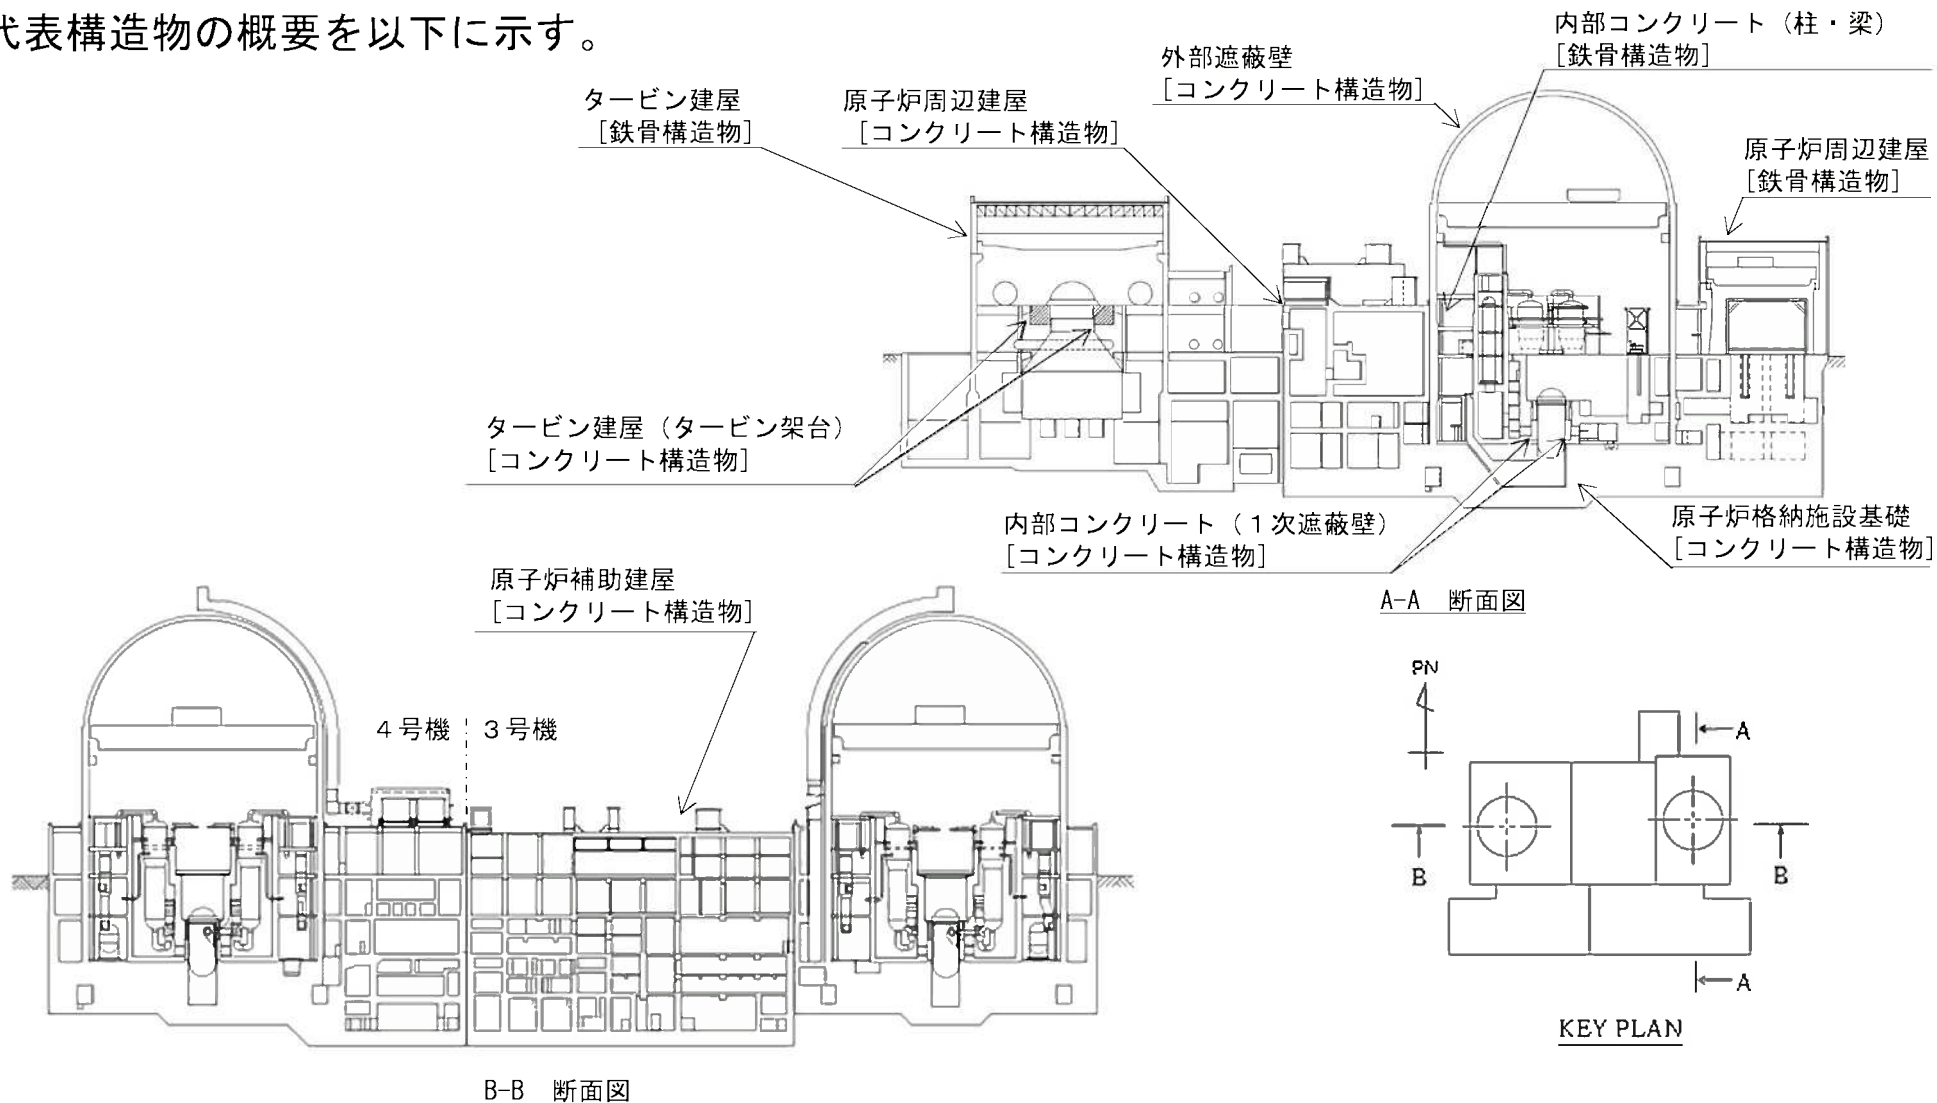 代表構造物の概要を以下に示す。
内部コンクリート（柱・梁）
[鉄骨構造物]
外部遮蔽壁
[コンクリート構造物]
タービン建屋
[鉄骨構造物]
原子炉周辺建屋
[コンクリート構造物]
原子炉周辺建屋
[鉄骨構造物]
タービン建屋（タービン架台）
[コンクリート構造物]
内部コンクリート（１次遮蔽壁）
[コンクリート構造物]
原子炉格納施設基礎
[コンクリート構造物]
A-A 断面図
原子炉補助建屋
[コンクリート構造物]
４号機
３号機
B-B 断面図
PN
A
B
B
A
KEY PLAN